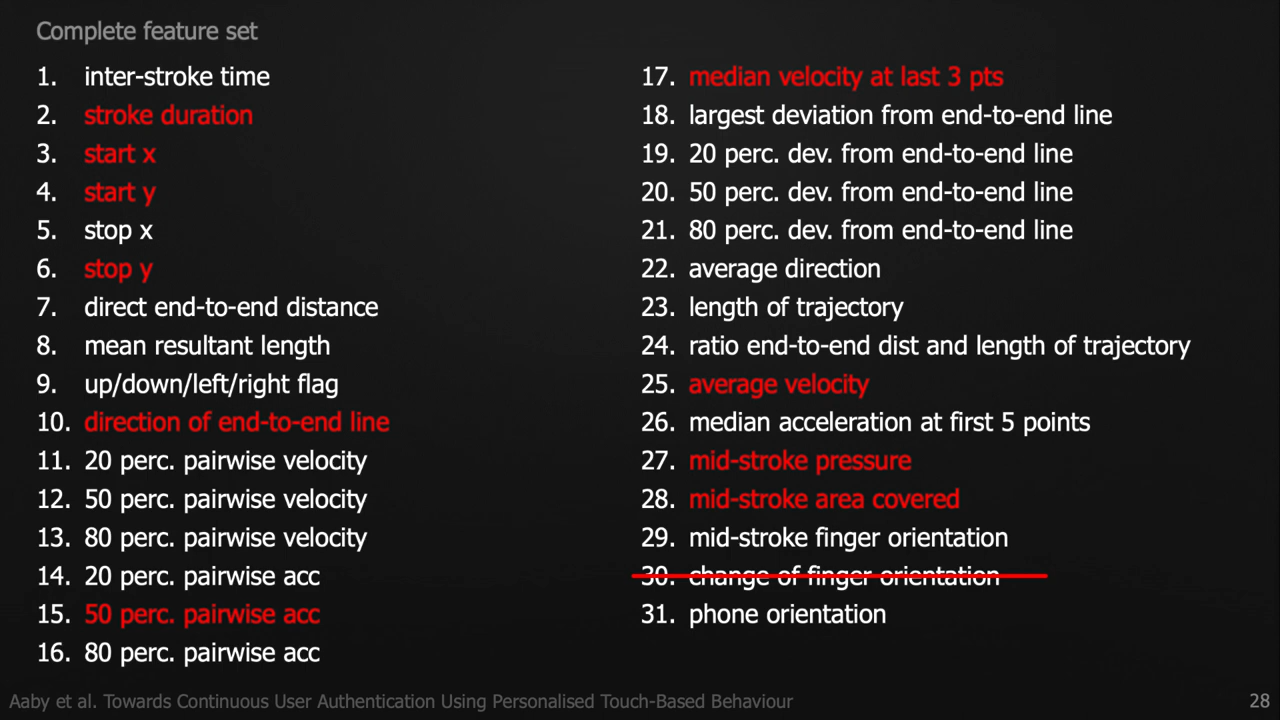 Complete feature set
1. inter-stroke time
2. stroke duration
3. start x
4. start y
5. stop x
6. stop y
7. direct end-to-end distance
8. mean resultant length
9. up/down/left/right flag
10. direction of end-to-end line
11. 20 perc. pairwise velocity
12. 50 perc. pairwise velocity
13. 80 perc. pairwise velocity
14. 20 perc. pairwise acc
15. 50 perc. pairwise acc
16. 80 perc. pairwise acc
17. median velocity at last 3 pts
18. largest deviation from end-to-end line
19. 20 perc. dev. from end-to-end line
20. 50 perc. dev. from end-to-end line
21. 80 perc. dev. from end-to-end line
22. average direction
23. length of trajectory
24. ratio end-to-end dist and length of trajectory
25. average velocity
26. median acceleration at first 5 points
27. mid-stroke pressure
28. mid-stroke area covered
29. mid-stroke finger orientation
30. change of finger orientation
31. phone orientation
Aaby et al. Towards Continuous User Authentication Using Personalised Touch-Based Behaviour
28